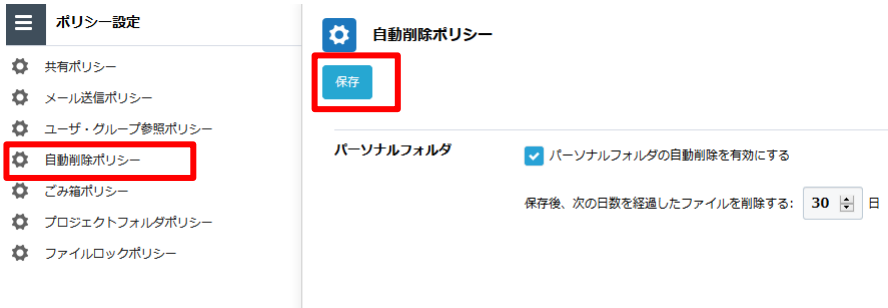 ポリシー設定
共有ポリシー
メール送信ポリシー
ユーザ・グループ参照ポリシー
自動削除ポリシー
ごみ箱ポリシー
プロジェクトフォルダポリシー
ファイルロックポリシー
自動削除ポリシー
保存
パーソナルフォルダ
パーソナルフォルダの自動削除を有効にする
保存後、次の日数を経過したファイルを削除する: 30 日